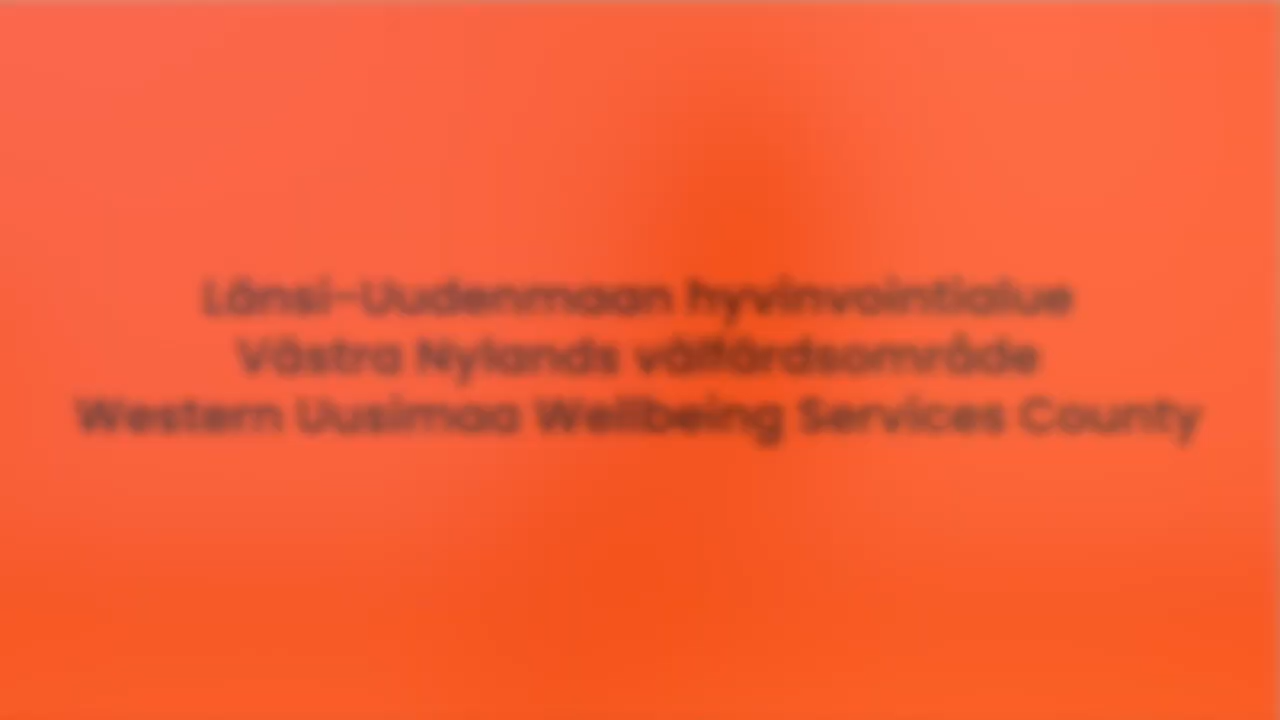 Länsi-Uudenmaan hyvinvointialue
Västra Nylands välfärdsområde
Western Uusimaa Wellbeing Services County